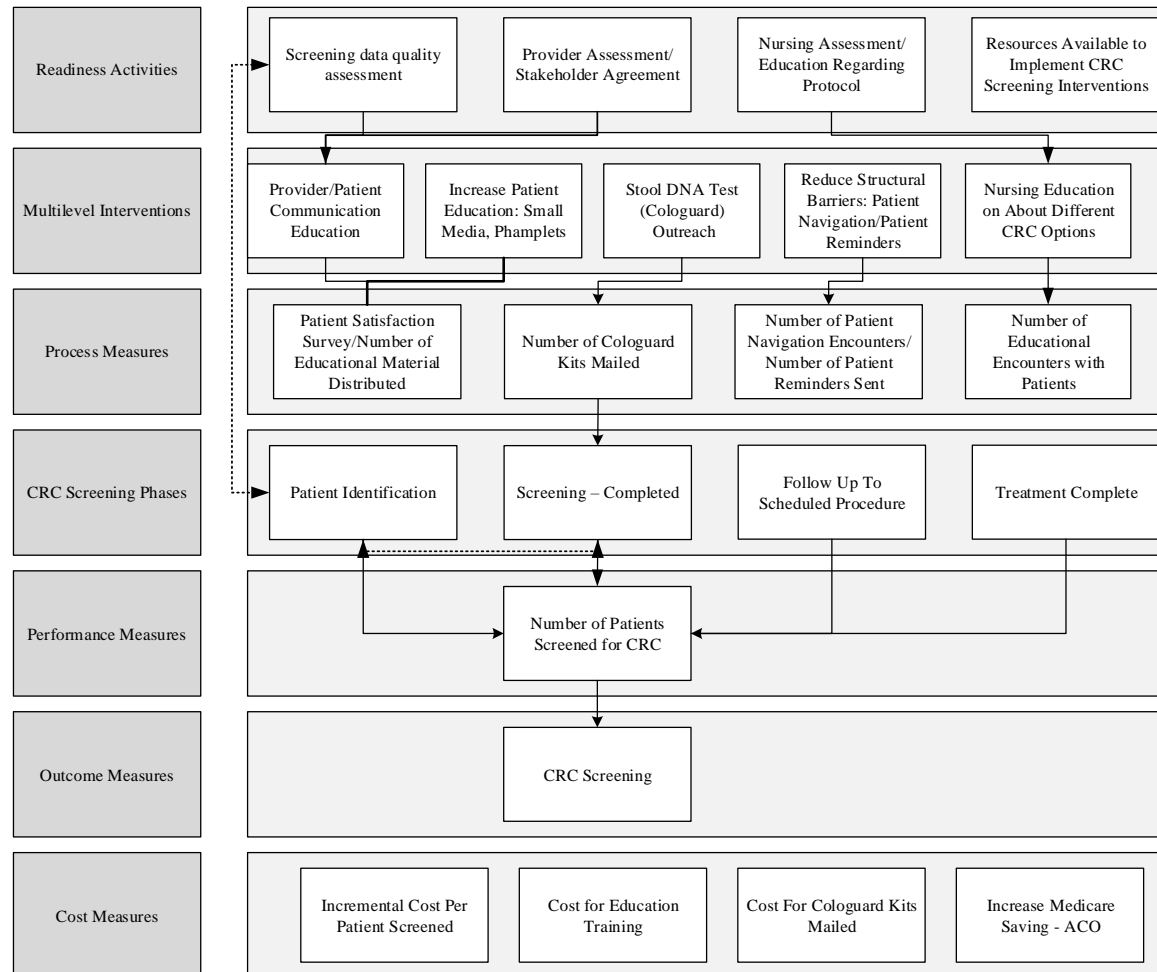 Readiness Activities
Screening data quality
assessment
Provider Assessment/
Stakeholder Agreement
Nursing Assessment/
Education Regarding
Protocol
Resources Available to
Implement CRC
Screening Interventions
Multilevel Interventions
Provider/Patient
Communication
Education
Increase Patient
Education: Small
Media, Phamplets
Stool DNA Test
(Cologuard)
Outreach
Reduce Structural
Barriers: Patient
Navigation/Patient
Reminders
Nursing Education
on About Different
CRC Options
Process Measures
Patient Satisfaction
Survey/Number of
Educational Material
Distributed
Number of Cologuard
Kits Mailed
Number of Patient
Navigation Encounters/
Number of Patient
Reminders Sent
Number of
Educational
Encounters with
Patients
CRC Screening Phases
Patient Identification
Screening – Completed
Follow Up To
Scheduled Procedure
Treatment Complete
Performance Measures
Number of Patients
Screened for CRC
Outcome Measures
CRC Screening
Cost Measures
Incremental Cost Per
Patient Screened
Cost for Education
Training
Cost For Cologuard Kits
Mailed
Increase Medicare
Saving - ACO